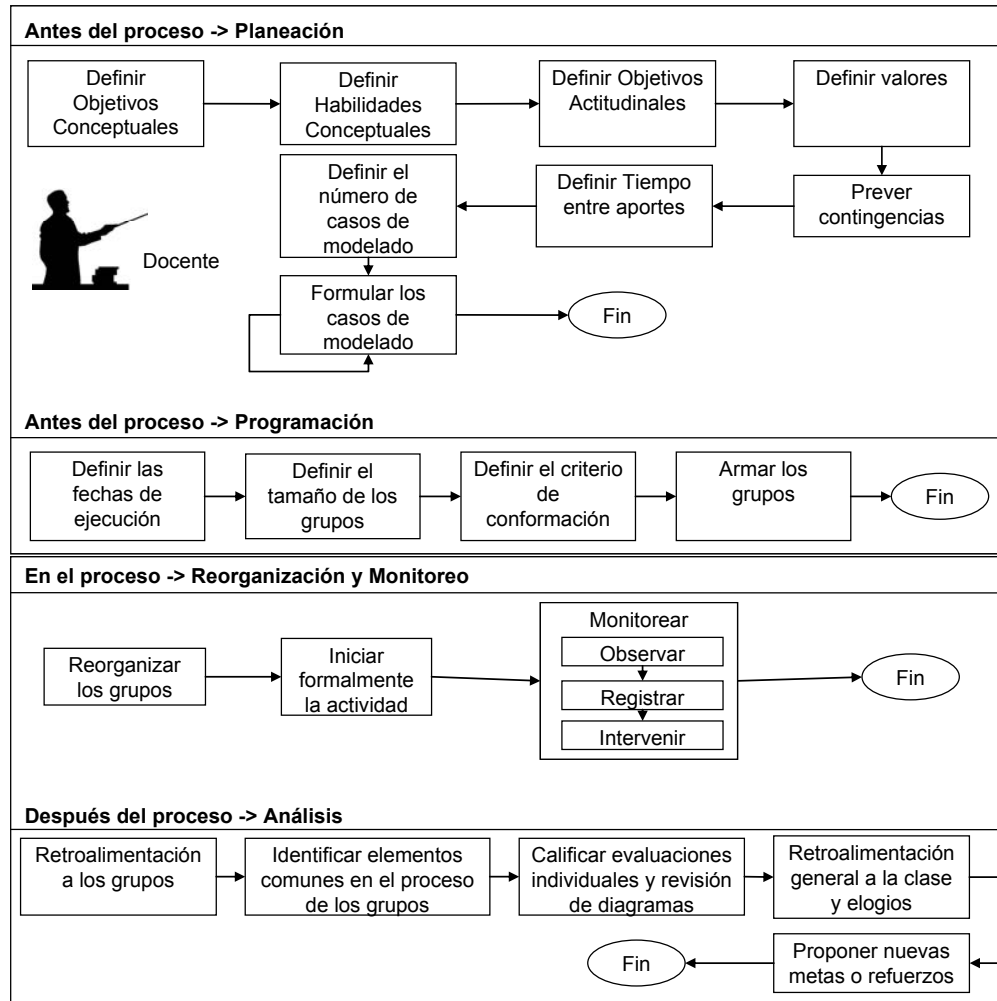 Antes del proceso -> Planeación
Definir
Objetivos
Conceptuales
Definir
Habilidades
Conceptuales
Definir Objetivos
Actitudinales
Definir valores
Prever
contingencias
Definir Tiempo
entre aportes
Definir el
número de
casos de
modelado
Docente
Formular los
casos de
modelado
Fin
Antes del proceso -> Programación
Definir las
fechas de
ejecución
Definir el
tamaño de los
grupos
Definir el criterio
de
conformación
Armar los
grupos
Fin
En el proceso -> Reorganización y Monitoreo
Reorganizar
los grupos
Iniciar
formalmente
la actividad
Monitorear
Observar
Registrar
Intervenir
Fin
Después del proceso -> Análisis
Retroalimentación
a los grupos
Identificar elementos
comunes en el proceso
de los grupos
Calificar evaluaciones
individuales y revisión
de diagramas
Retroalimentación
general a la clase
y elogios
Proponer nuevas
metas o refuerzos
Fin